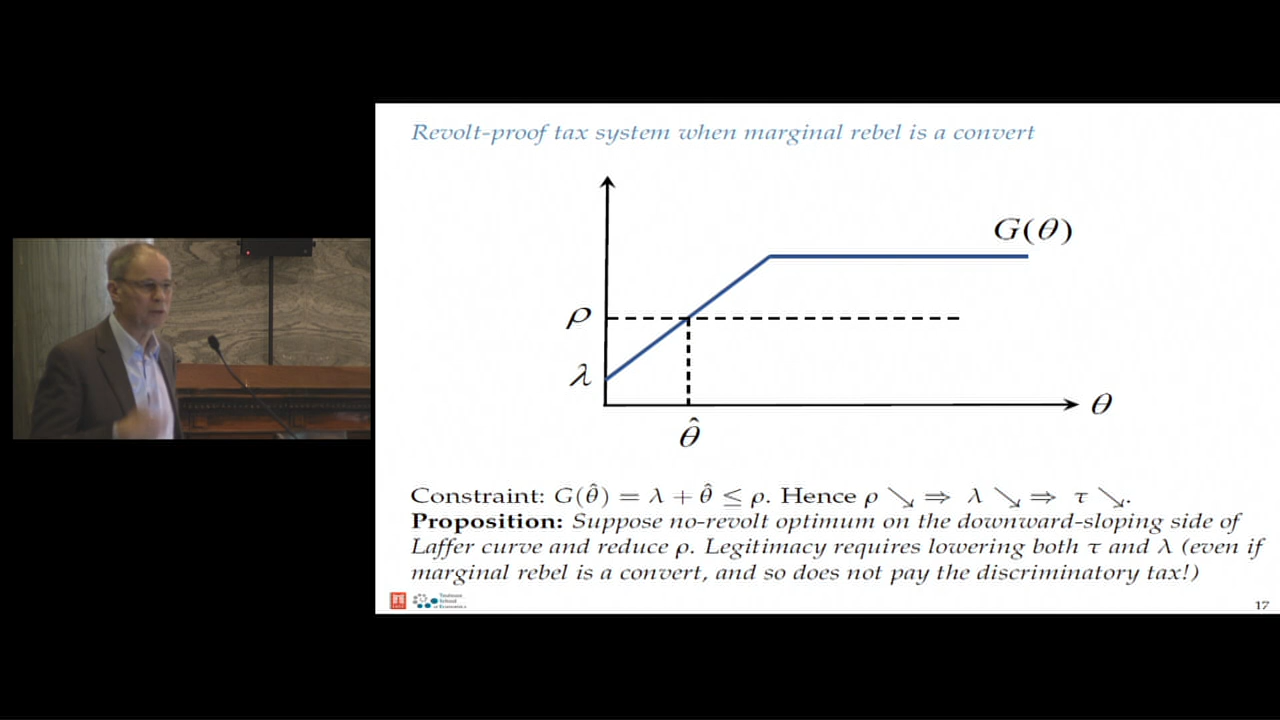 Revolt-proof tax system when marginal rebel is a convert
G(θ)
ρ
λ
θ
θ̂
Constraint: G(θ̂) = λ + θ̂ ≤ ρ. Hence ρ ↘ ⇒ λ ↘ ⇒ τ ↘.
Proposition: Suppose no-revolt optimum on the downward-sloping side of
Laffer curve and reduce ρ. Legitimacy requires lowering both τ and λ (even if
marginal rebel is a convert, and so does not pay the discriminatory tax!)
Toulouse
School
of Economics
17